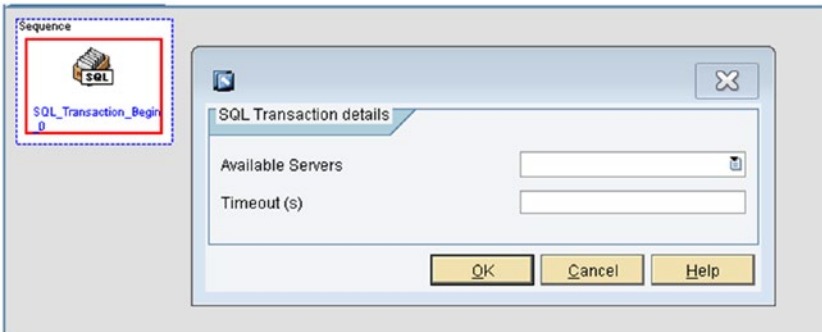 Sequence
SQL
SQL_Transaction_Begin
_0
SQL Transaction details
Available Servers
Timeout (s)
OK
Cancel
Help